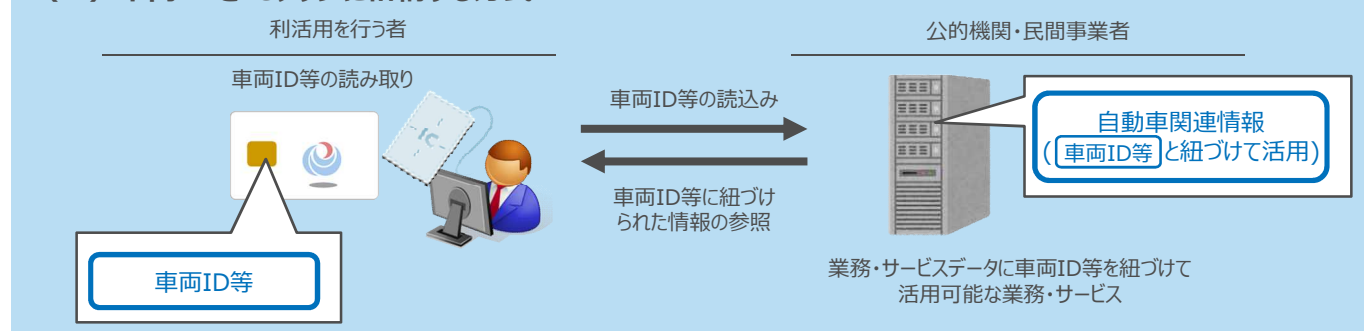 利活用を行う者
公的機関・民間事業者
車両ID等の読み取り
車両ID等の読込み
車両ID等に紐づけ
られた情報の参照
IC
車両ID等
自動車関連情報
(車両ID等と紐づけて活用)
業務・サービスデータに車両ID等を紐づけて
活用可能な業務・サービス